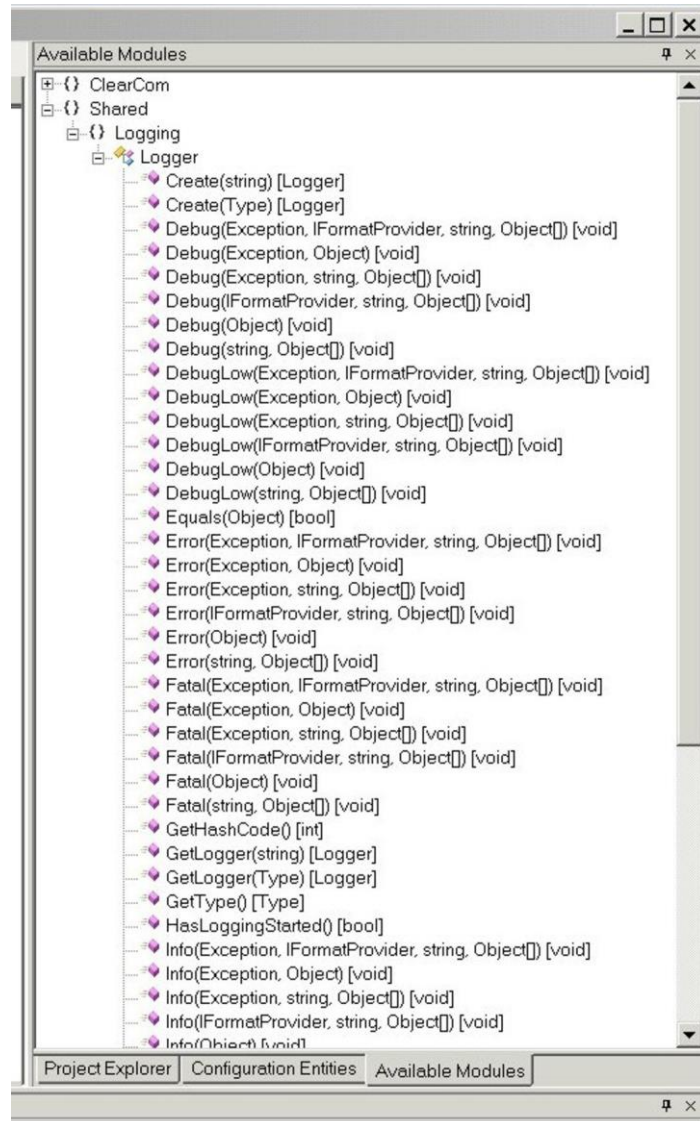 Available Modules
{} ClearCom
{} Shared
{} Logging
Logger
Create(string) [Logger]
Create(Type) [Logger]
Debug(Exception, IFormatProvider, string, Object[]) [void]
Debug(Exception, Object) [void]
Debug(Exception, string, Object[]) [void]
Debug(IFormatProvider, string, Object[]) [void]
Debug(Object) [void]
Debug(string, Object[]) [void]
DebugLow(Exception, IFormatProvider, string, Object[]) [void]
DebugLow(Exception, Object) [void]
DebugLow(Exception, string, Object[]) [void]
DebugLow(IFormatProvider, string, Object[]) [void]
DebugLow(Object) [void]
DebugLow(string, Object[]) [void]
Equals(Object) [bool]
Error(Exception, IFormatProvider, string, Object[]) [void]
Error(Exception, Object) [void]
Error(Exception, string, Object[]) [void]
Error(IFormatProvider, string, Object[]) [void]
Error(Object) [void]
Error(string, Object[]) [void]
Fatal(Exception, IFormatProvider, string, Object[]) [void]
Fatal(Exception, Object) [void]
Fatal(Exception, string, Object[]) [void]
Fatal(IFormatProvider, string, Object[]) [void]
Fatal(Object) [void]
Fatal(string, Object[]) [void]
GetHashCode() [int]
GetLogger(string) [Logger]
GetLogger(Type) [Logger]
GetType() [Type]
HasLoggingStarted() [bool]
Info(Exception, IFormatProvider, string, Object[]) [void]
Info(Exception, Object) [void]
Info(Exception, string, Object[]) [void]
Info(IFormatProvider, string, Object[]) [void]
Info(Object) [void]
Project Explorer Configuration Entities Available Modules